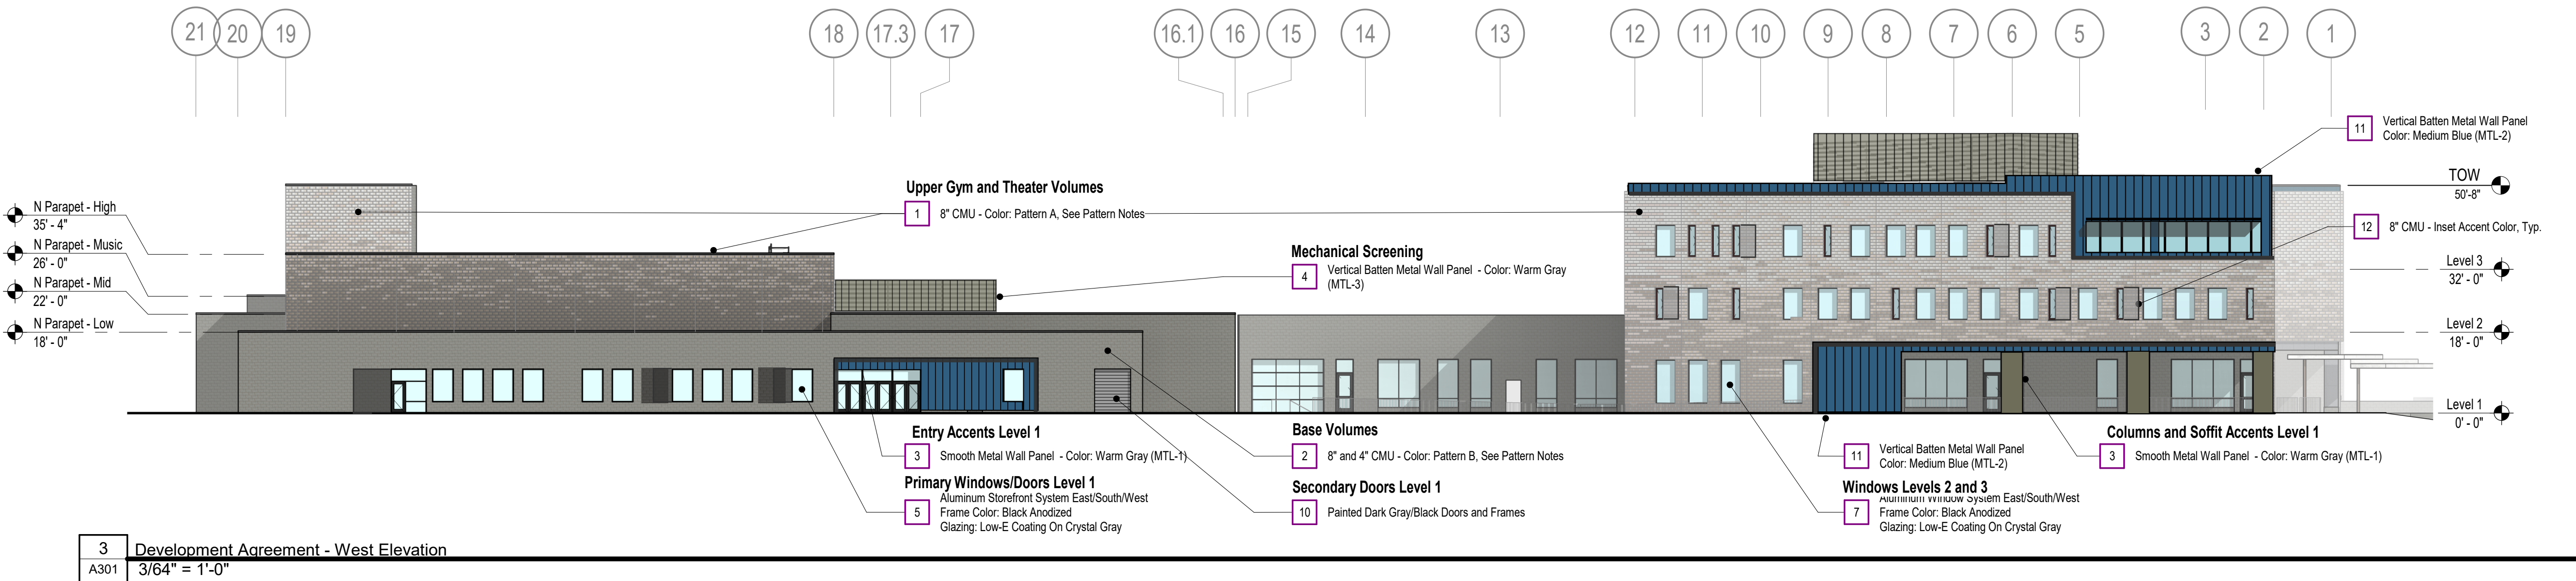 21 20 19 18 17.3 17 16.1 16 15 14 13 12 11 10 9 8 7 6 5 3 2 1
11 Vertical Batten Metal Wall Panel
Color: Medium Blue (MTL-2)
TOW
50'-8"
12 8" CMU - Inset Accent Color, Typ.
Level 3
32' - 0"
Level 2
18' - 0"
Level 1
0' - 0"
N Parapet - High
35' - 4"
N Parapet - Music
26' - 0"
N Parapet - Mid
22' - 0"
N Parapet - Low
18' - 0"
Upper Gym and Theater Volumes
1 8" CMU - Color: Pattern A, See Pattern Notes
Mechanical Screening
4 Vertical Batten Metal Wall Panel - Color: Warm Gray
(MTL-3)
Entry Accents Level 1
3 Smooth Metal Wall Panel - Color: Warm Gray (MTL-1)
Primary Windows/Doors Level 1
Aluminum Storefront System East/South/West
5 Frame Color: Black Anodized
Glazing: Low-E Coating On Crystal Gray
Base Volumes
2 8" and 4" CMU - Color: Pattern B, See Pattern Notes
Secondary Doors Level 1
10 Painted Dark Gray/Black Doors and Frames
11 Vertical Batten Metal Wall Panel
Color: Medium Blue (MTL-2)
Windows Levels 2 and 3
Aluminum Window System East/South/West
7 Frame Color: Black Anodized
Glazing: Low-E Coating On Crystal Gray
Columns and Soffit Accents Level 1
3 Smooth Metal Wall Panel - Color: Warm Gray (MTL-1)
3 Development Agreement - West Elevation
A301 3/64" = 1'-0"